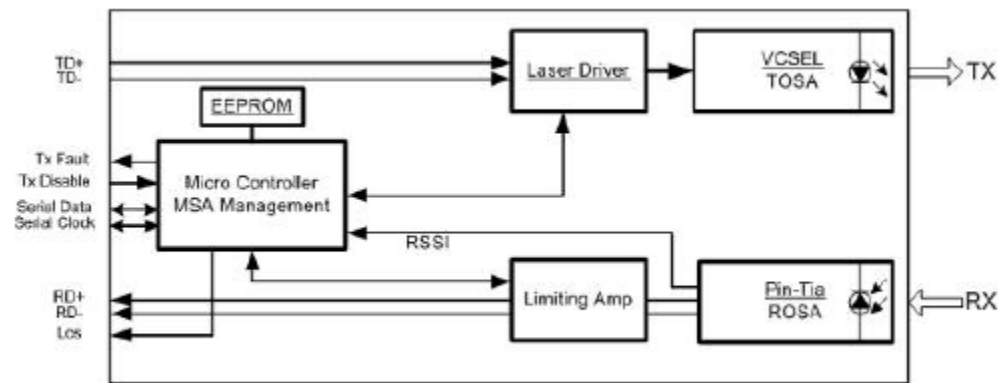 TD+
TD-
Laser Driver
VCSEL
TOSA
TX
EEPROM
Tx Fault
Tx Disable
Serial Data
Serial Clock
Micro Controller
MSA Management
RSSI
RD+
RD-
Los
Limiting Amp
Pin-Tia
ROSA
RX